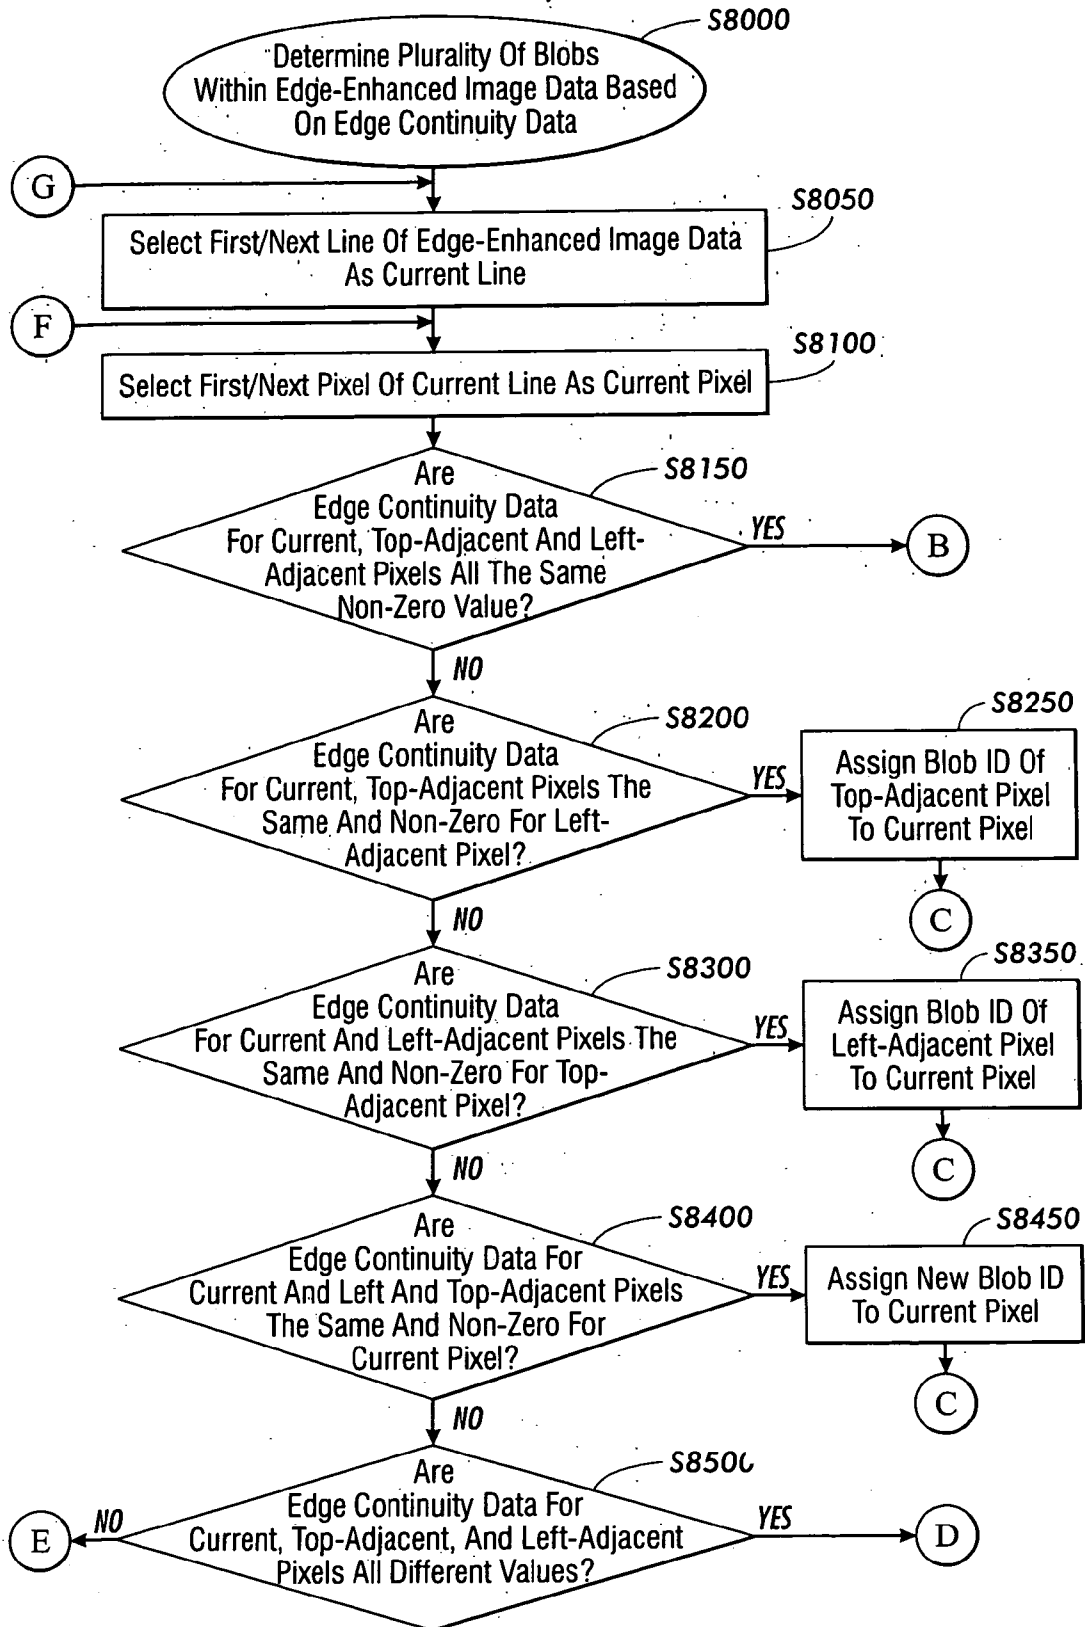 S8000
Determine Plurality Of Blobs
Within Edge-Enhanced Image Data Based
On Edge Continuity Data
G
S8050
Select First/Next Line Of Edge-Enhanced Image Data
As Current Line
F
S8100
Select First/Next Pixel Of Current Line As Current Pixel
S8150
Are
Edge Continuity Data
For Current, Top-Adjacent And Left-
Adjacent Pixels All The Same
Non-Zero Value?
YES
B
NO
S8200
Are
Edge Continuity Data
For Current, Top-Adjacent Pixels The
Same And Non-Zero For Left-
Adjacent Pixel?
YES
S8250
Assign Blob ID Of
Top-Adjacent Pixel
To Current Pixel
C
NO
S8300
Are
Edge Continuity Data
For Current And Left-Adjacent Pixels The
Same And Non-Zero For Top-
Adjacent Pixel?
YES
S8350
Assign Blob ID Of
Left-Adjacent Pixel
To Current Pixel
C
NO
S8400
Are
Edge Continuity Data For
Current And Left And Top-Adjacent Pixels
The Same And Non-Zero For
Current Pixel?
YES
S8450
Assign New Blob ID
To Current Pixel
C
NO
S8500
Are
Edge Continuity Data For
Current, Top-Adjacent, And Left-Adjacent
Pixels All Different Values?
NO
E
YES
D